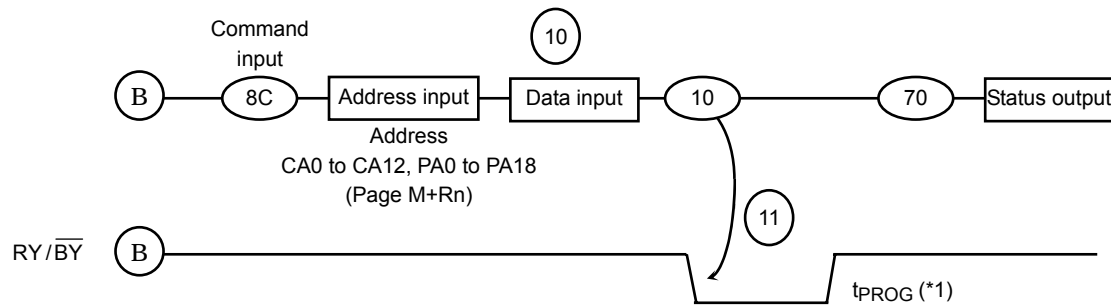 Command
input
10
B
8C
Address input
Data input
10
70
Status output
Address
CA0 to CA12, PA0 to PA18
(Page M+Rn)
11
RY/BY
B
tPROG (*1)